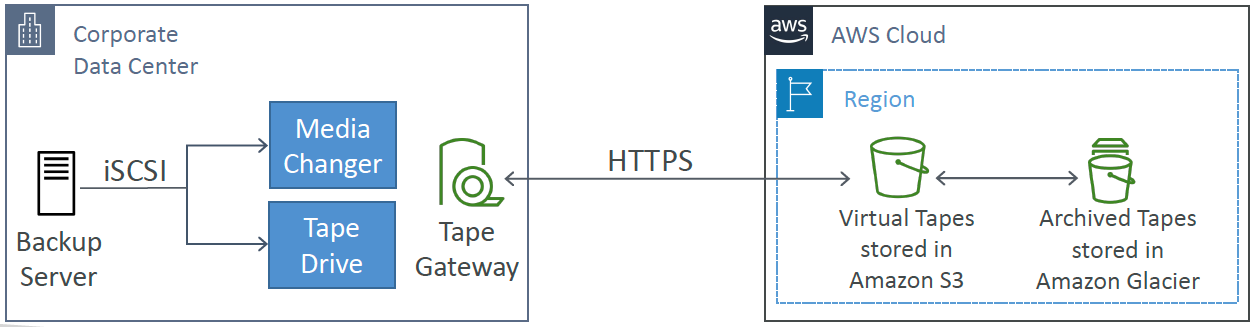 Corporate
Data Center
iSCSI
Backup
Server
Media
Changer
Tape
Drive
Tape
Gateway
HTTPS
aws
AWS Cloud
Region
Virtual Tapes
stored in
Amazon S3
Archived Tapes
stored in
Amazon Glacier